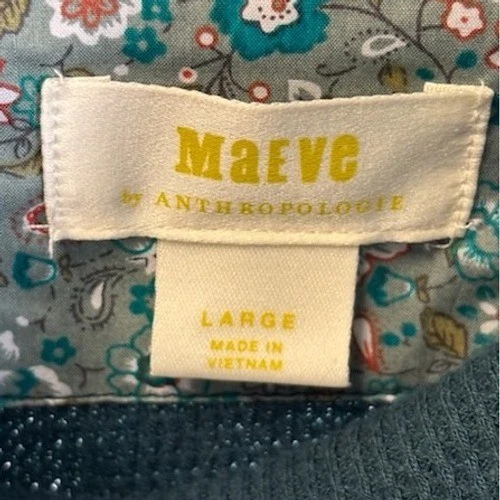 MaEve
by ANTHROPOLOGIE
LARGE
MADE IN
VIETNAM